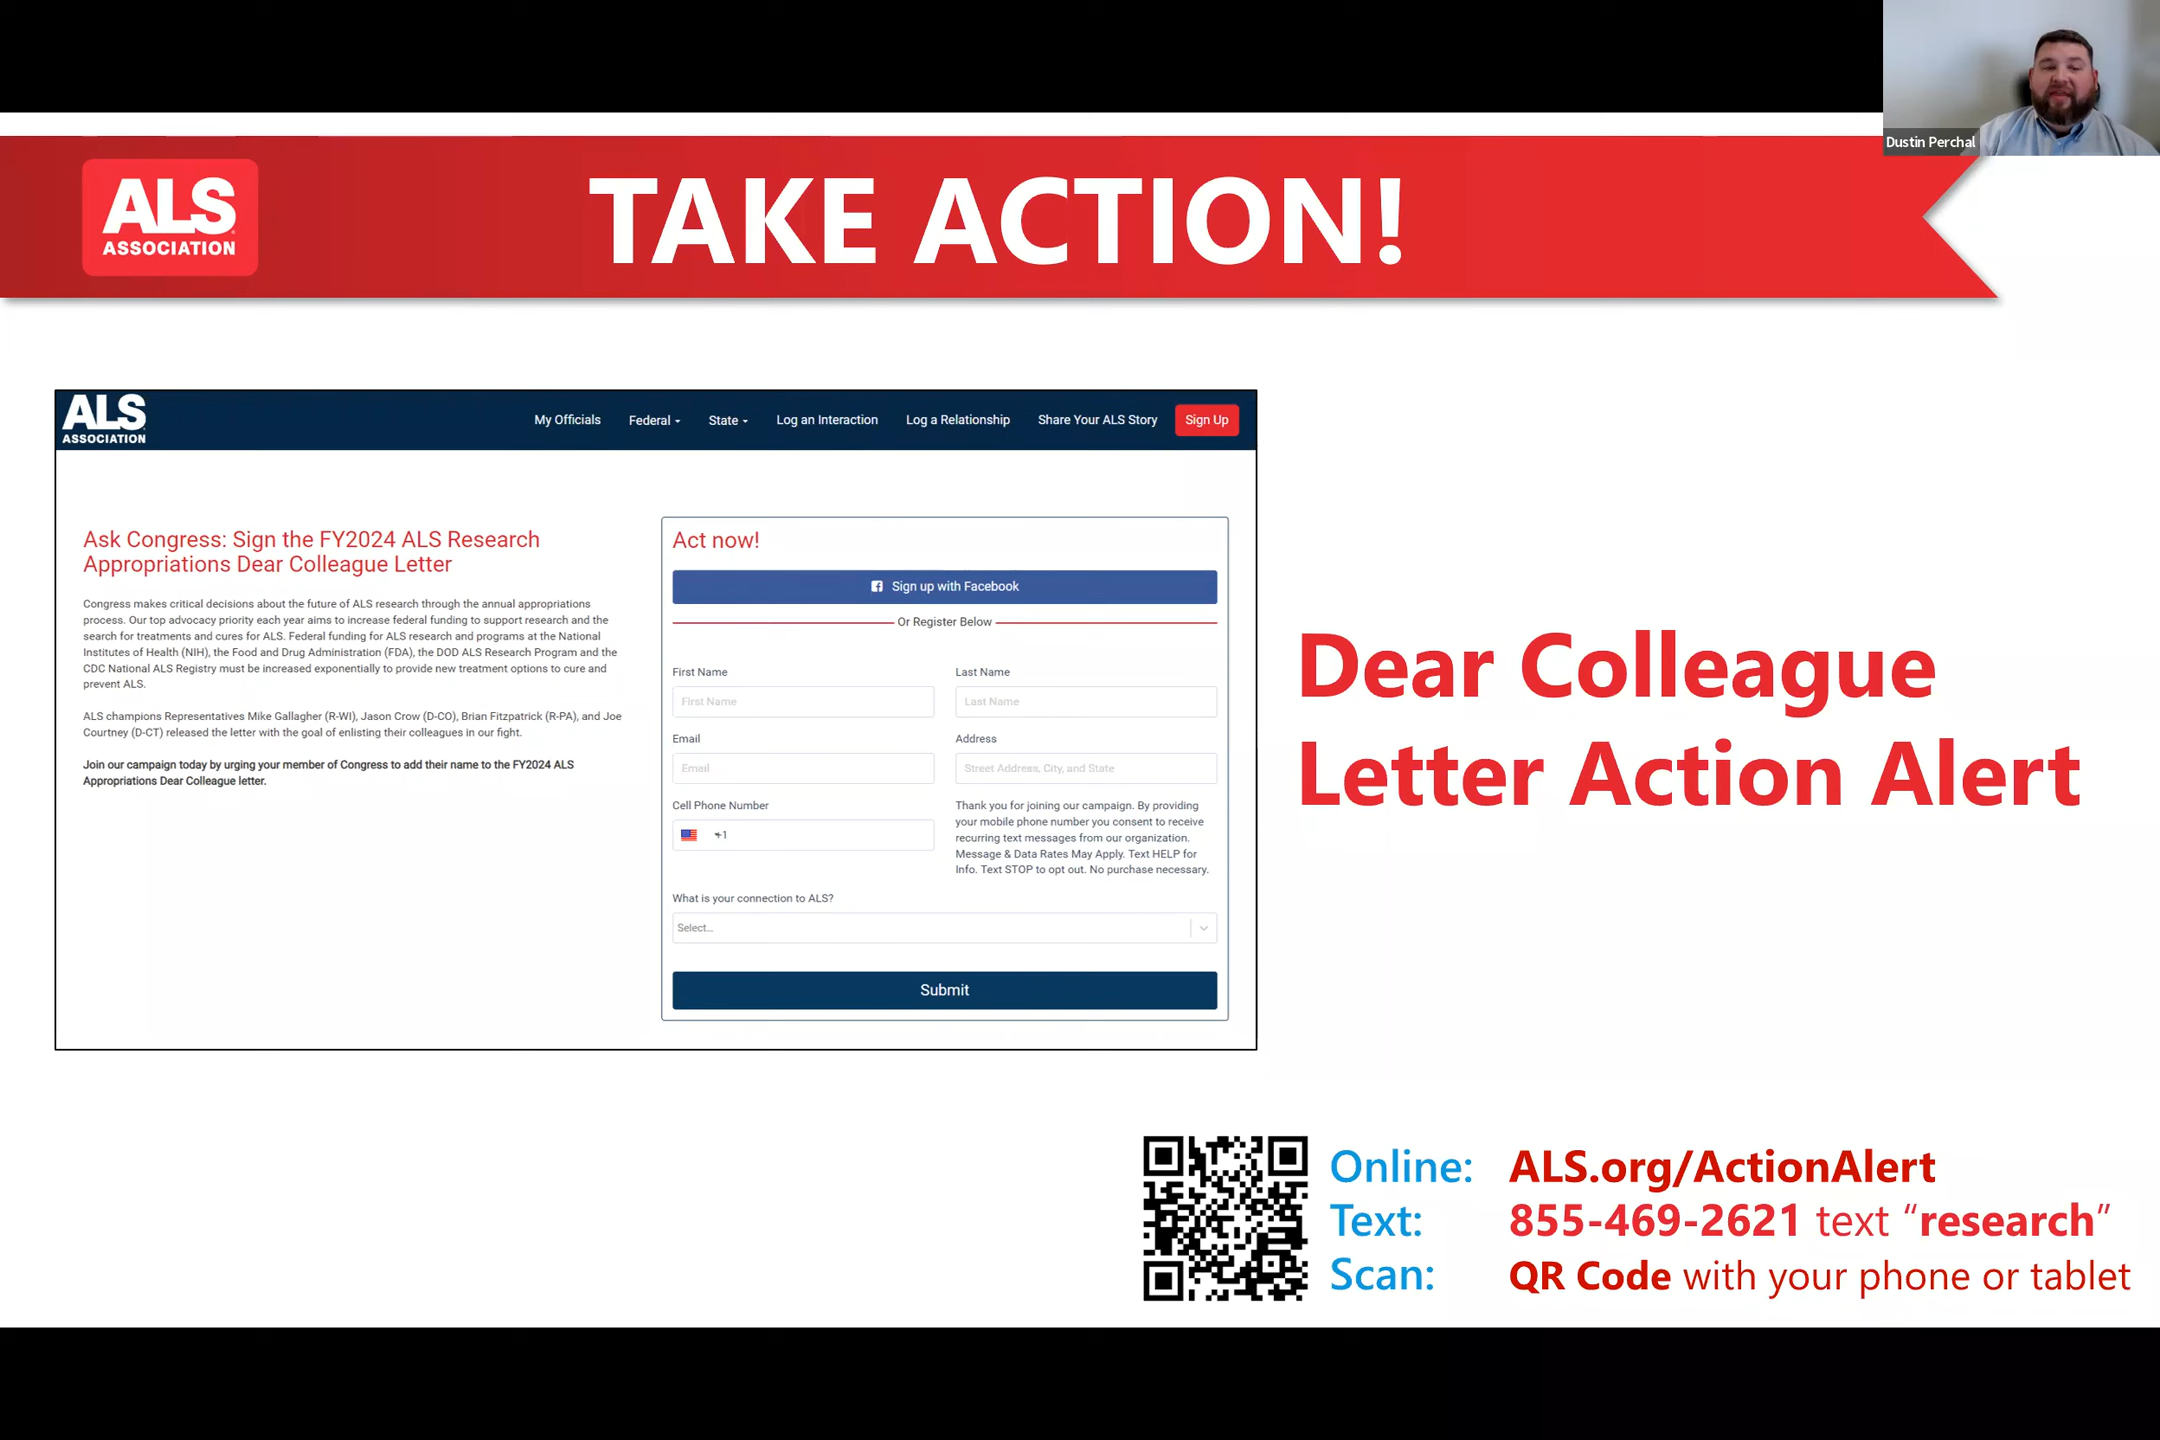 Dustin Perchal
ALS
ASSOCIATION
TAKE ACTION!
ALS
ASSOCIATION
My Officials
Federal
State
Log an Interaction
Log a Relationship
Share Your ALS Story
Sign Up
Ask Congress: Sign the FY2024 ALS Research
Appropriations Dear Colleague Letter
Congress makes critical decisions about the future of ALS research through the annual appropriations
process. Our top advocacy priority each year aims to increase federal funding to support research and the
search for treatments and cures for ALS. Federal funding for ALS research and programs at the National
Institutes of Health (NIH), the Food and Drug Administration (FDA), the DOD ALS Research Program and the
CDC National ALS Registry must be increased exponentially to provide new treatment options to cure and
prevent ALS.
ALS champions Representatives Mike Gallagher (R-WI), Jason Crow (D-CO), Brian Fitzpatrick (R-PA), and Joe
Courtney (D-CT) released the letter with the goal of enlisting their colleagues in our fight.
Join our campaign today by urging your member of Congress to add their name to the FY2024 ALS
Appropriations Dear Colleague letter.
Act now!
Sign up with Facebook
Or Register Below
First Name
First Name
Last Name
Last Name
Email
Email
Address
Street Address, City, and State
Cell Phone Number
+1
Thank you for joining our campaign. By providing
your mobile phone number you consent to receive
recurring text messages from our organization.
Message & Data Rates May Apply. Text HELP for
Info. Text STOP to opt out. No purchase necessary.
What is your connection to ALS?
Select...
Submit
Dear Colleague
Letter Action Alert
Online: ALS.org/ActionAlert
Text: 855-469-2621 text “research”
Scan: QR Code with your phone or tablet